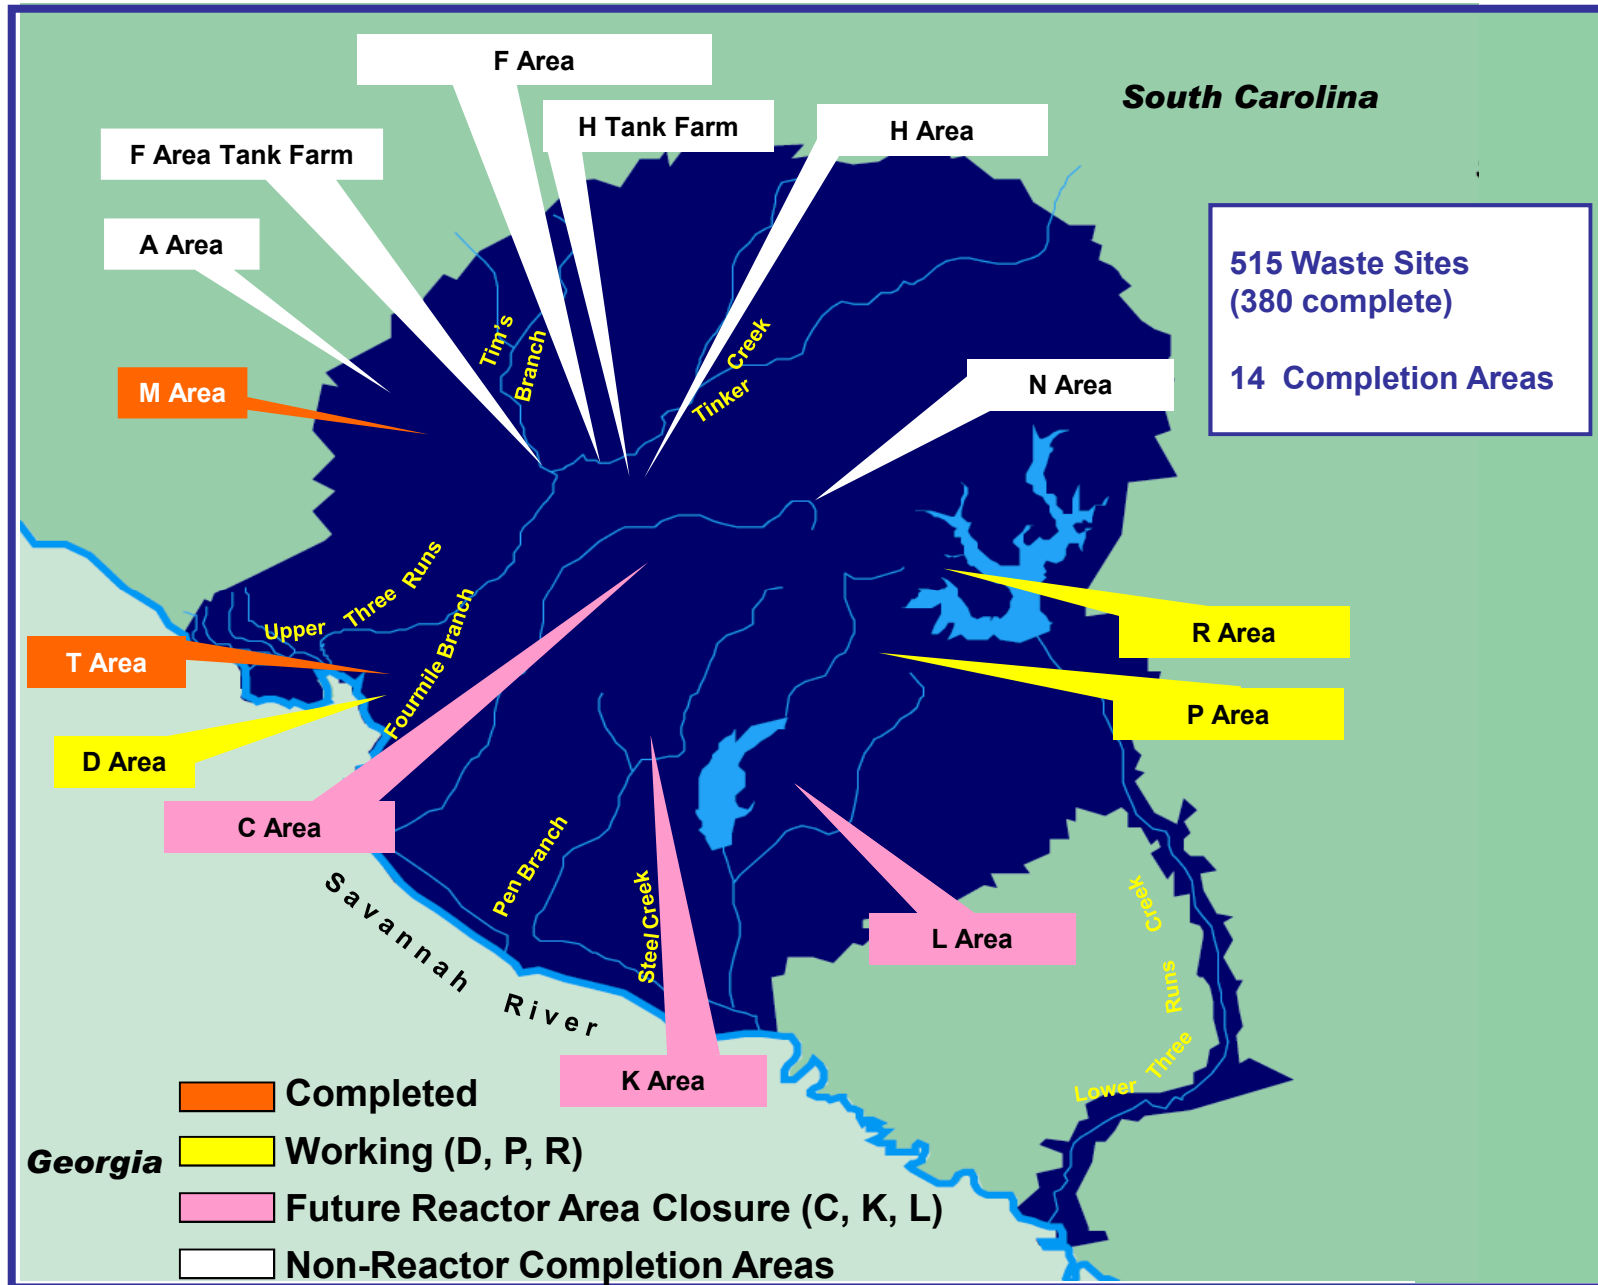 F Area
South Carolina
H Tank Farm
H Area
F Area Tank Farm
A Area
515 Waste Sites
(380 complete)
14 Completion Areas
Tim's
Branch
Creek
Tinker
M Area
N Area
Upper Three Runs
Fourmile Branch
T Area
R Area
P Area
D Area
C Area
Pen Branch
Steel Creek
L Area
Savannah River
Creek
Runs
Three
Lower
K Area
Completed
Working (D, P, R)
Georgia
Future Reactor Area Closure (C, K, L)
Non-Reactor Completion Areas